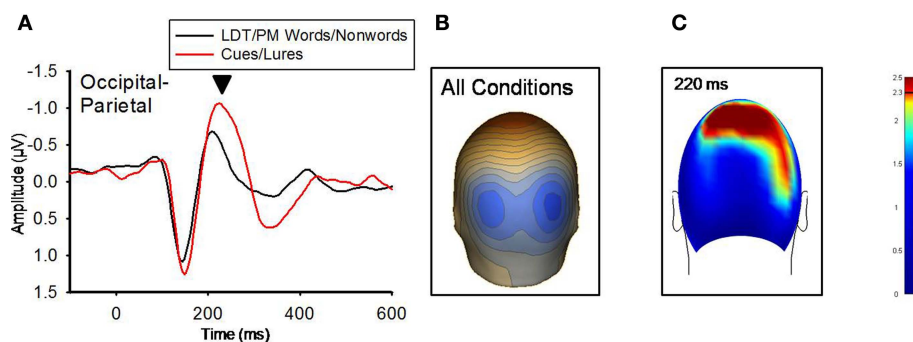 A
LDT/PM Words/Nonwords
Cues/Lures
Occipital-
Parietal
-1.5
-1.0
-0.5
0.0
0.5
1.0
1.5
Amplitude (µV)
0
200
400
600
Time (ms)
B
All Conditions
C
220 ms
2.5
2.3
2
1.5
1
0.5
0